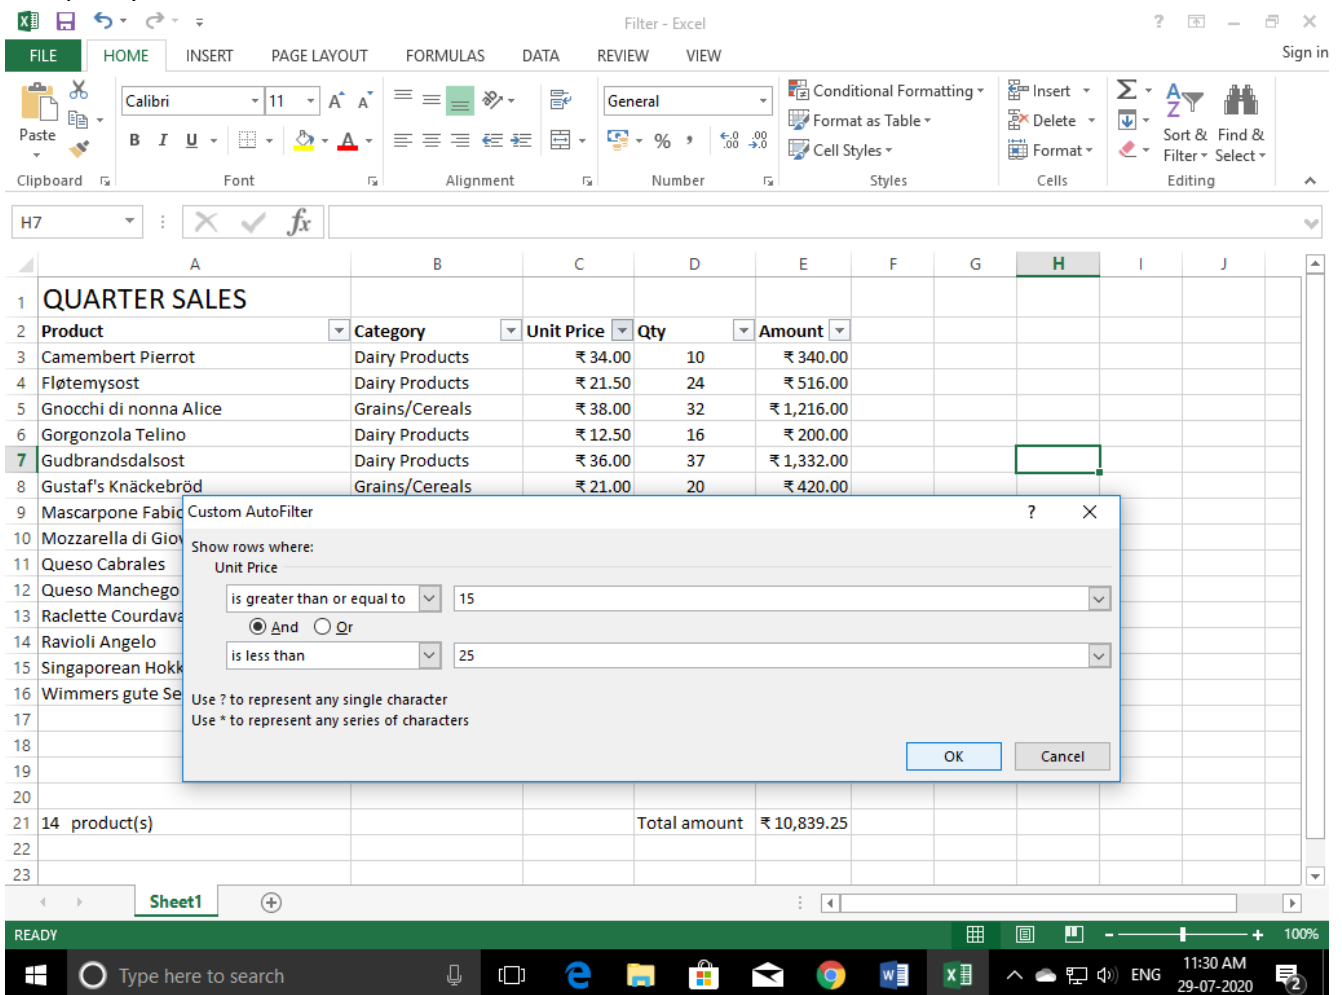 Filter - Excel
FILE HOME INSERT PAGE LAYOUT FORMULAS DATA REVIEW VIEW Sign in
Calibri 11 General Conditional Formatting Insert
Paste B I U % Format as Table Delete Sort & Find &
Cell Styles Format Filter Select
Clipboard Font Alignment Number Styles Cells Editing
H7 fx
A B C D E F G H I J
1 QUARTER SALES
2 Product Category Unit Price Qty Amount
3 Camembert Pierrot Dairy Products ₹ 34.00 10 ₹ 340.00
4 Fløtemysost Dairy Products ₹ 21.50 24 ₹ 516.00
5 Gnocchi di nonna Alice Grains/Cereals ₹ 38.00 32 ₹ 1,216.00
6 Gorgonzola Telino Dairy Products ₹ 12.50 16 ₹ 200.00
7 Gudbrandsdalsost Dairy Products ₹ 36.00 37 ₹ 1,332.00
8 Gustaf's Knäckebröd Grains/Cereals ₹ 21.00 20 ₹ 420.00
9 Mascarpone Fabio Custom AutoFilter ?
10 Mozzarella di Giov Show rows where:
11 Queso Cabrales Unit Price
12 Queso Manchego is greater than or equal to 15
13 Raclette Courdava And Or
14 Ravioli Angelo is less than 25
15 Singaporean Hokk
16 Wimmers gute Se Use ? to represent any single character
17 Use * to represent any series of characters
18 OK Cancel
19
20
21 14 product(s) Total amount ₹ 10,839.25
22
23
Sheet1
READY 100%
Type here to search ENG 11:30 AM
29-07-2020 2